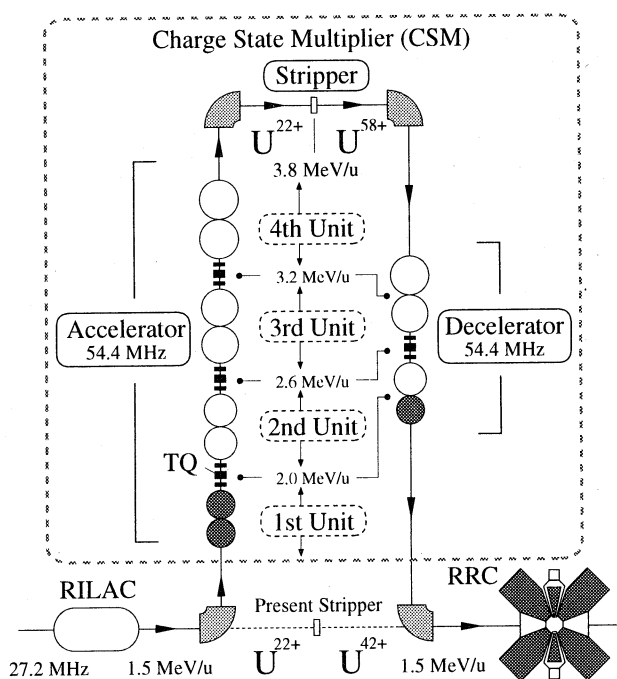 Charge State Multiplier (CSM)
Stripper
U22+ U58+
3.8 MeV/u
4th Unit
3.2 MeV/u
Accelerator
54.4 MHz
3rd Unit
Decelerator
54.4 MHz
2.6 MeV/u
2nd Unit
TQ
2.0 MeV/u
1st Unit
RILAC
RRC
Present Stripper
27.2 MHz 1.5 MeV/u U22+ U42+ 1.5 MeV/u